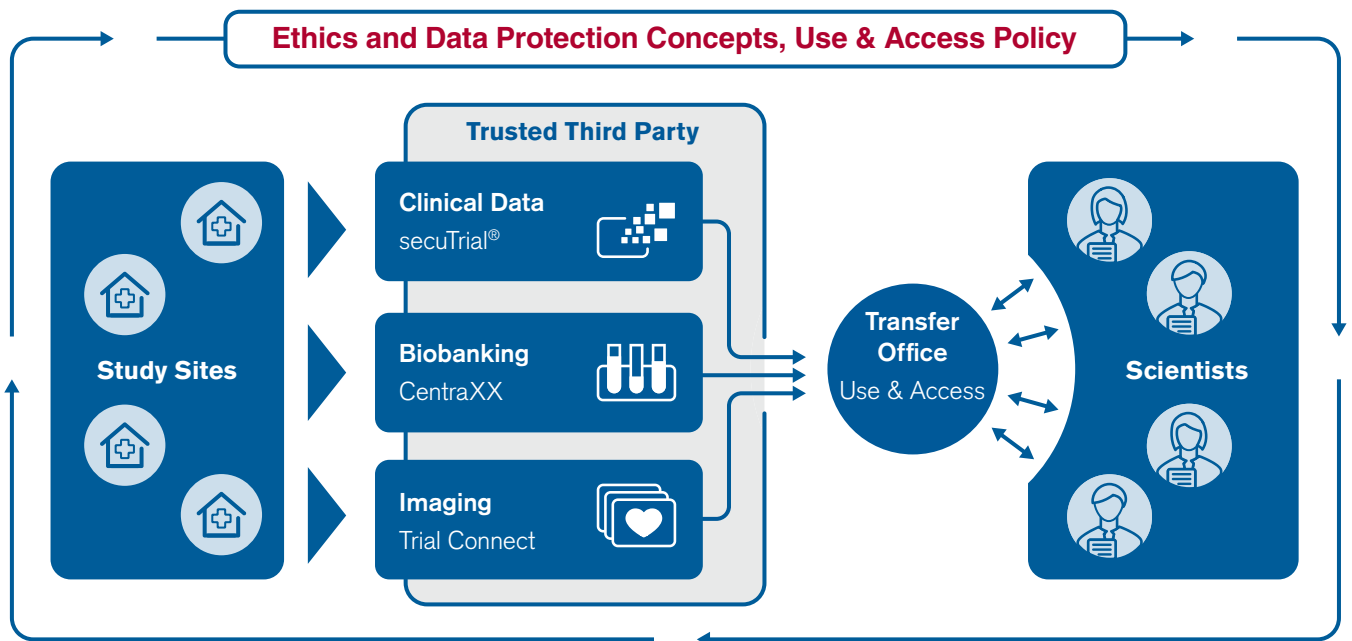 Ethics and Data Protection Concepts, Use & Access Policy
Trusted Third Party
Study Sites
Clinical Data
secuTrial®
Biobanking
CentraXX
Imaging
Trial Connect
Transfer
Office
Use & Access
Scientists